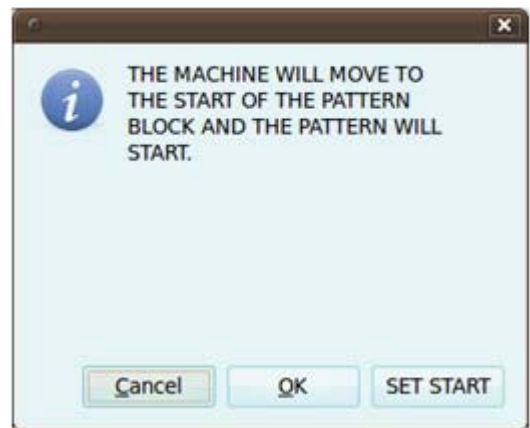 THE MACHINE WILL MOVE TO
THE START OF THE PATTERN
BLOCK AND THE PATTERN WILL
START.
Cancel OK SET START